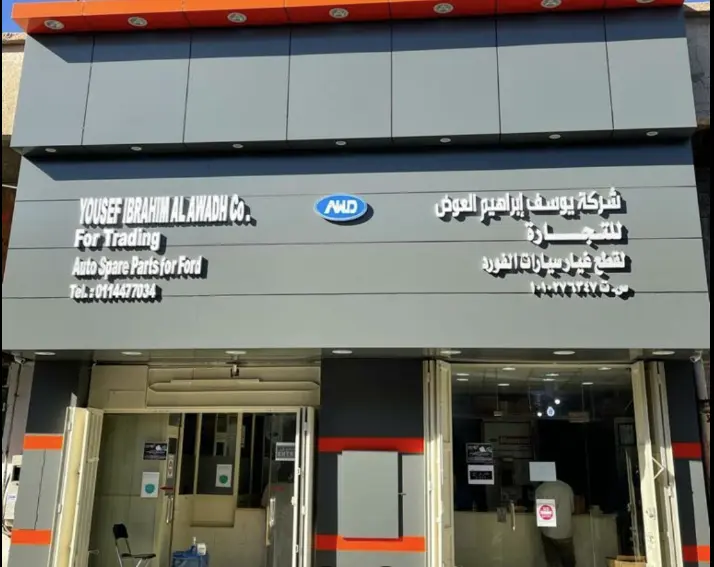 YOUSEF IBRAHIM AL AWADH Co.
For Trading
Auto Spare Parts for Ford
Tel.: 0114477034
AWD
شركة يوسف إبراهيم العوض
للتجارة
لقطع غيار سيارات الفورد
س.ت ١٠١٠٢٧٦٣٤٧